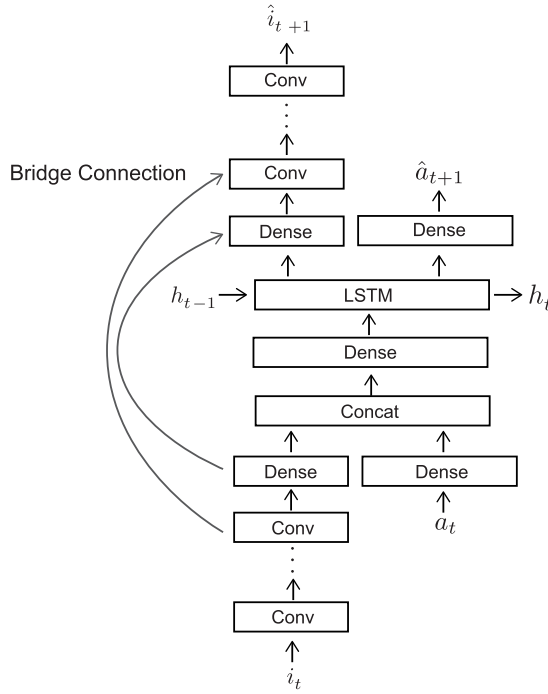 î_{t+1}
Conv
Bridge Connection
Conv
â_{t+1}
Dense
Dense
h_{t−1}
LSTM
h_t
Dense
Concat
Dense
Dense
Conv
a_t
Conv
i_t